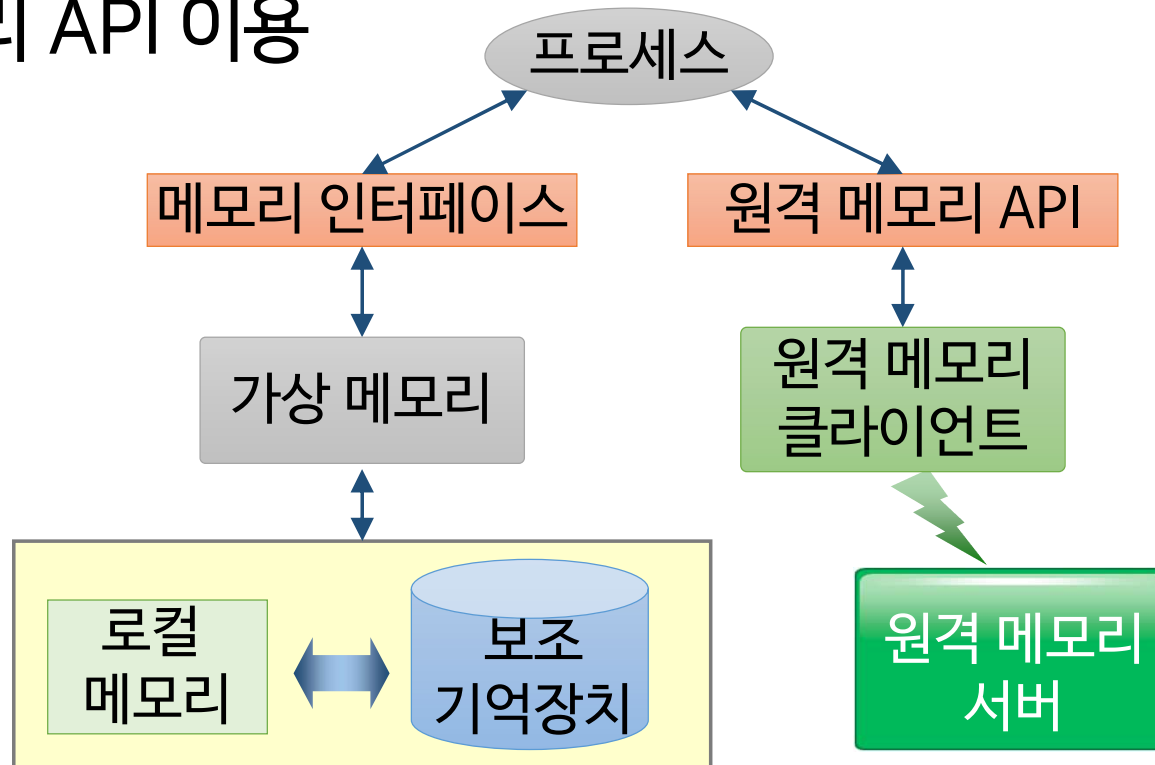 리 API 이용
프로세스
메모리 인터페이스
원격 메모리 API
가상 메모리
원격 메모리
클라이언트
로컬
메모리
보조
기억장치
원격 메모리
서버